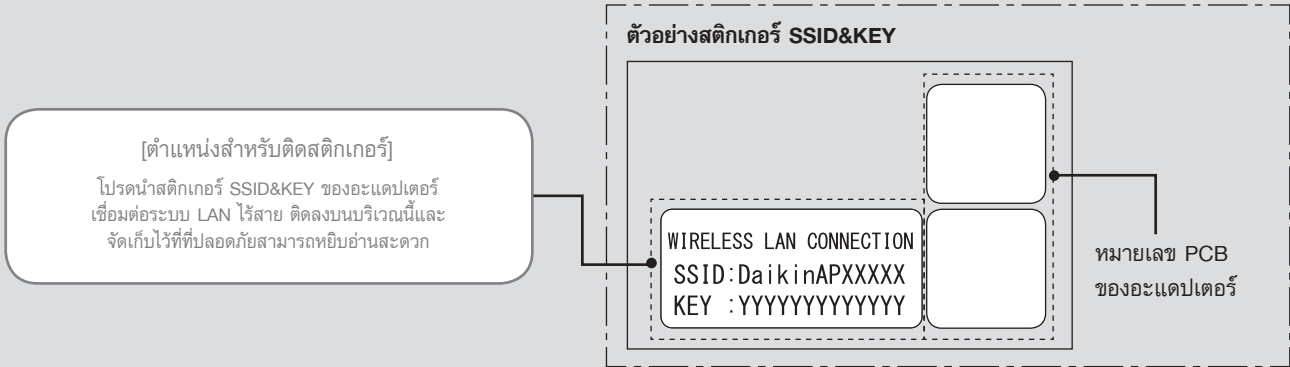 ตัวอย่างสติกเกอร์ SSID&KEY
[ตำแหน่งสำหรับติดสติกเกอร์]
โปรดนำสติกเกอร์ SSID&KEY ของอะแดปเตอร์
เชื่อมต่อระบบ LAN ไร้สาย ติดลงบนบริเวณนี้และ
จัดเก็บไว้ที่ที่ปลอดภัยสามารถหยิบอ่านสะดวก
WIRELESS LAN CONNECTION
SSID:DaikinAPXXXXX
KEY :YYYYYYYYYYYYY
หมายเลข PCB
ของอะแดปเตอร์